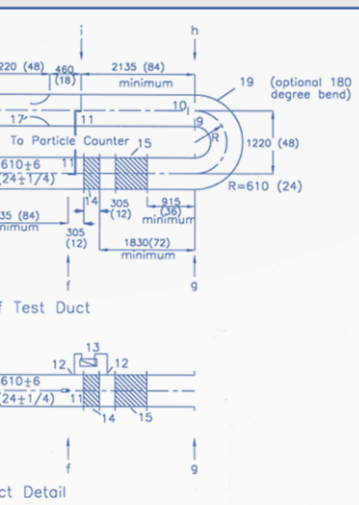 i
h
220 (48)
460
(18)
2135 (84)
minimum
19
(optional 180
degree bend)
10
17
11
9
To Particle Counter
15
R
1220 (48)
610±6
11
(24±1/4)
R=610 (24)
14
305
(12)
915
(36)
minimum
35 (84)
nimum
305
(12)
1830(72)
minimum
f
g
f Test Duct
13
12
12
610±6
(24±1/4)
11
14
15
f
g
ct Detail